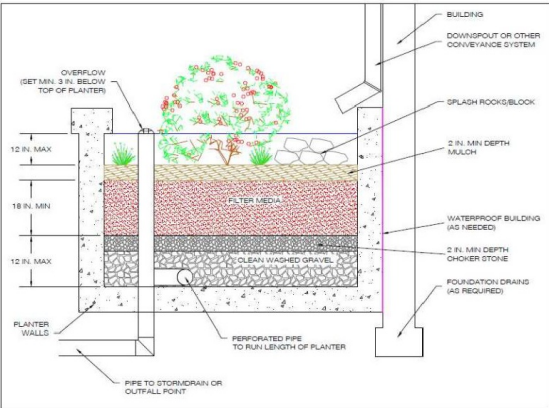 BUILDING
DOWNSPOUT OR OTHER
CONVEYANCE SYSTEM
OVERFLOW
(SET MIN. 3 IN. BELOW
TOP OF PLANTER)
SPLASH ROCKS/BLOCK
12 IN. MAX
2 IN. MIN DEPTH
MULCH
18 IN. MIN
FILTER MEDIA
WATERPROOF BUILDING
(AS NEEDED)
2 IN. MIN DEPTH
CHOKER STONE
12 IN. MAX
CLEAN WASHED GRAVEL
FOUNDATION DRAINS
(AS REQUIRED)
PLANTER
WALLS
PERFORATED PIPE
TO RUN LENGTH OF PLANTER
PIPE TO STORMDRAIN OR
OUTFALL POINT